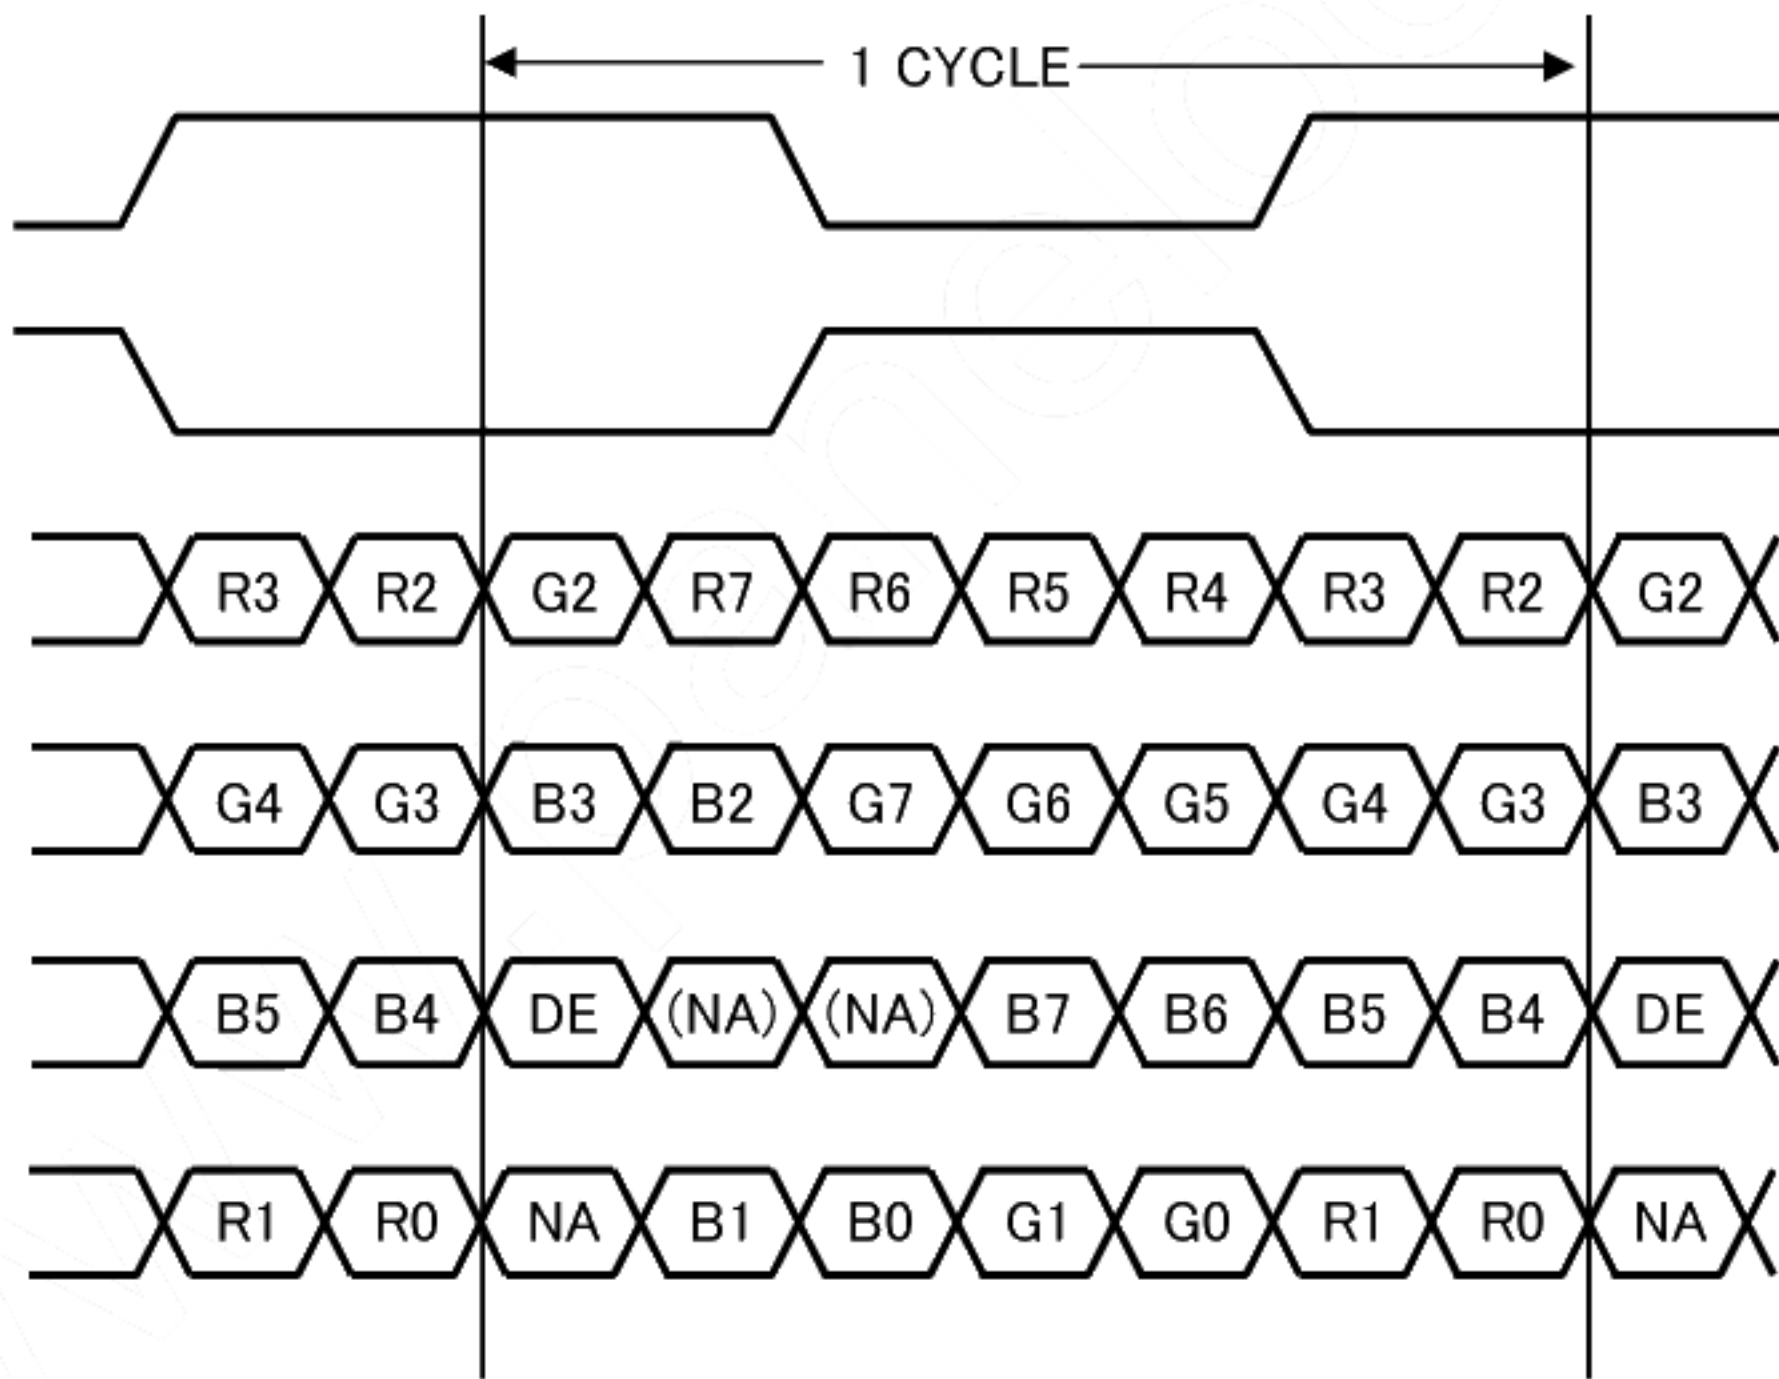 1 CYCLE
R3 R2 G2 R7 R6 R5 R4 R3 R2 G2
G4 G3 B3 B2 G7 G6 G5 G4 G3 B3
B5 B4 DE (NA) (NA) B7 B6 B5 B4 DE
R1 R0 NA B1 B0 G1 G0 R1 R0 NA